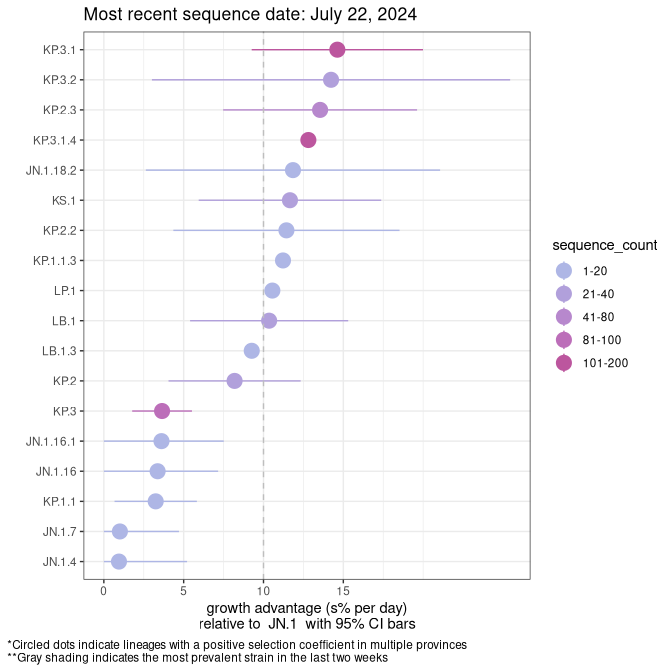 Most recent sequence date: July 22, 2024
KP.3.1
KP.3.2
KP.2.3
KP.3.1.4
JN.1.18.2
KS.1
KP.2.2
KP.1.1.3
LP.1
LB.1
LB.1.3
KP.2
KP.3
JN.1.16.1
JN.1.16
KP.1.1
JN.1.7
JN.1.4
0 5 10 15
growth advantage (s% per day)
relative to JN.1 with 95% CI bars
sequence_count
1-20
21-40
41-80
81-100
101-200
*Circled dots indicate lineages with a positive selection coefficient in multiple provinces
**Gray shading indicates the most prevalent strain in the last two weeks